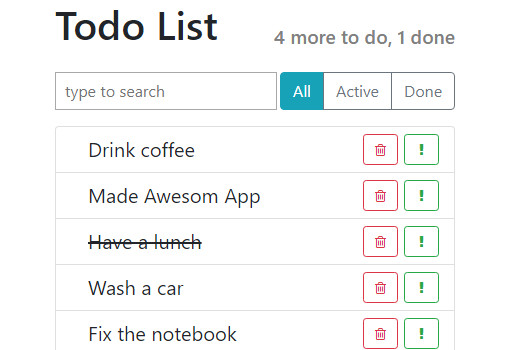 Todo List
4 more to do, 1 done
type to search
All Active Done
Drink coffee
!
Made Awesom App
!
Have a lunch
!
Wash a car
!
Fix the notebook
!